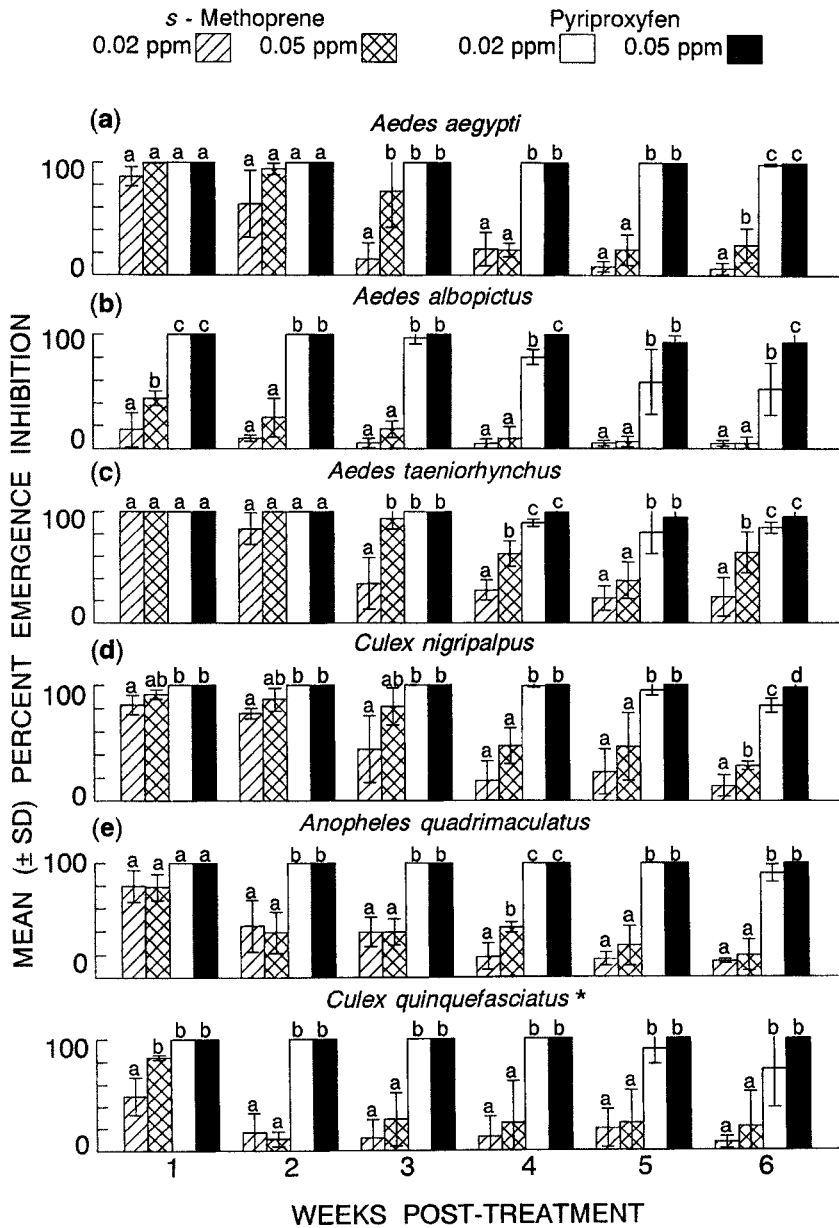 s - Methoprene Pyriproxyfen
0.02 ppm 0.05 ppm 0.02 ppm 0.05 ppm
MEAN (± SD) PERCENT EMERGENCE INHIBITION
(a) Aedes aegypti
a a a a a a a a a b b b a a b b a a b b a b c c
100
0
(b) Aedes albopictus
a b c c a a b b a a b b a a b c a a b b a a b c
100
0
(c) Aedes taeniorhynchus
a a a a a a a a a b b b a b c c a a b b a b c c
100
0
(d) Culex nigripalpus
a ab b b a ab b b a ab b b a a b b a a b b a b c d
100
0
(e) Anopheles quadrimaculatus
a a a a a a b b a a b b a b c c a a b b a a b b
100
0
Culex quinquefasciatus *
a b b b a a b b a a b b a a b b a a b b a a b b
100
0
1 2 3 4 5 6
WEEKS POST-TREATMENT